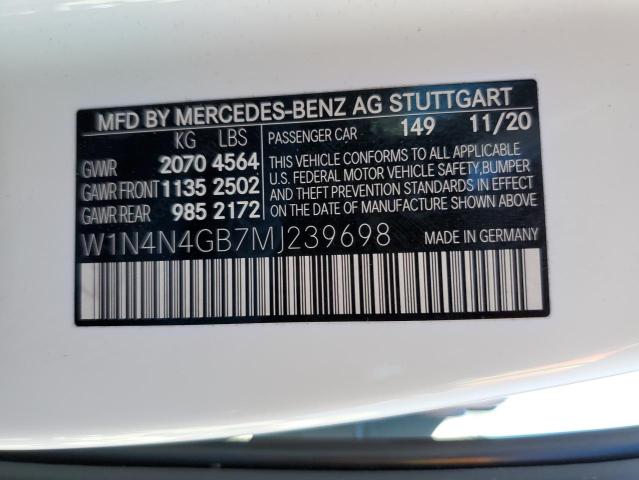 MFD BY MERCEDES-BENZ AG STUTTGART
KG LBS PASSENGER CAR 149 11/20
GVWR 2070 4564
GAWR FRONT 1135 2502
GAWR REAR 985 2172
THIS VEHICLE CONFORMS TO ALL APPLICABLE
U.S. FEDERAL MOTOR VEHICLE SAFETY,BUMPER
AND THEFT PREVENTION STANDARDS IN EFFECT
ON THE DATE OF MANUFACTURE SHOWN ABOVE.
W1N4N4GB7MJ239698 MADE IN GERMANY